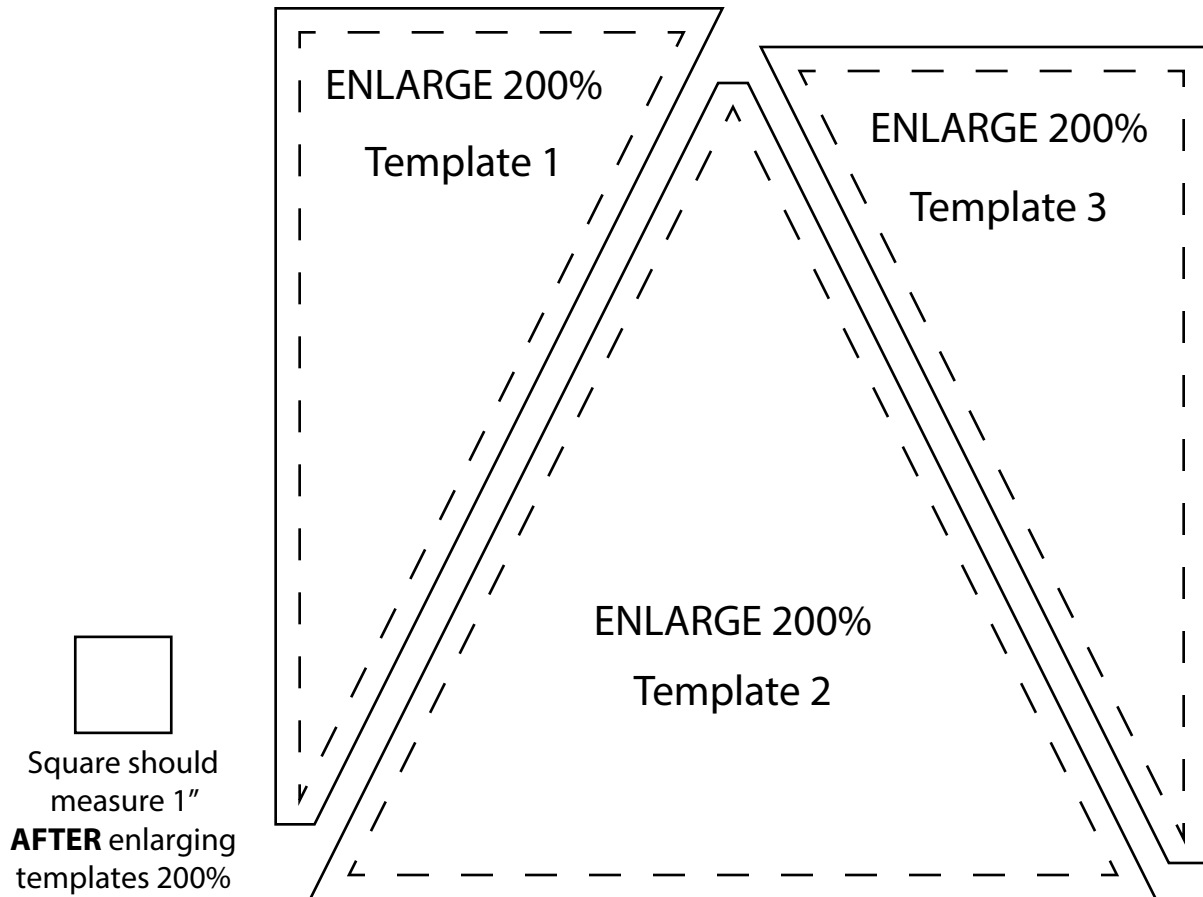 ENLARGE 200%
Template 1
ENLARGE 200%
Template 3
ENLARGE 200%
Template 2
Square should
measure 1”
AFTER enlarging
templates 200%